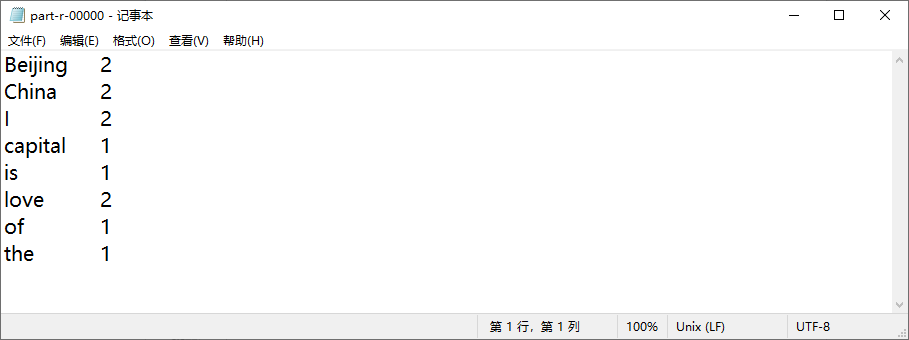 part-r-00000 - 记事本
文件(F) 编辑(E) 格式(O) 查看(V) 帮助(H)
Beijing 2
China 2
I 2
capital 1
is 1
love 2
of 1
the 1
第 1 行，第 1 列 100% Unix (LF) UTF-8